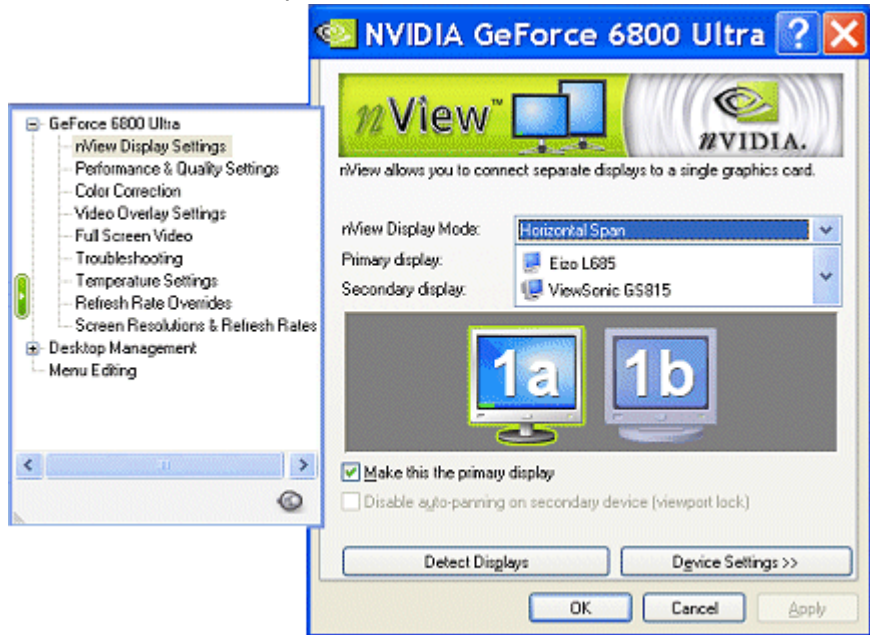 NVIDIA GeForce 6800 Ultra
nView™
NVIDIA.
nView allows you to connect separate displays to a single graphics card.
nView Display Mode: Horizontal Span
Primary display: Eizo L685
Secondary display: ViewSonic GS815
1a 1b
Make this the primary display
Disable auto-panning on secondary device (viewport lock)
Detect Displays Device Settings >>
OK Cancel Apply
GeForce 6800 Ultra
nView Display Settings
Performance & Quality Settings
Color Correction
Video Overlay Settings
Full Screen Video
Troubleshooting
Temperature Settings
Refresh Rate Overrides
Screen Resolutions & Refresh Rates
Desktop Management
Menu Editing